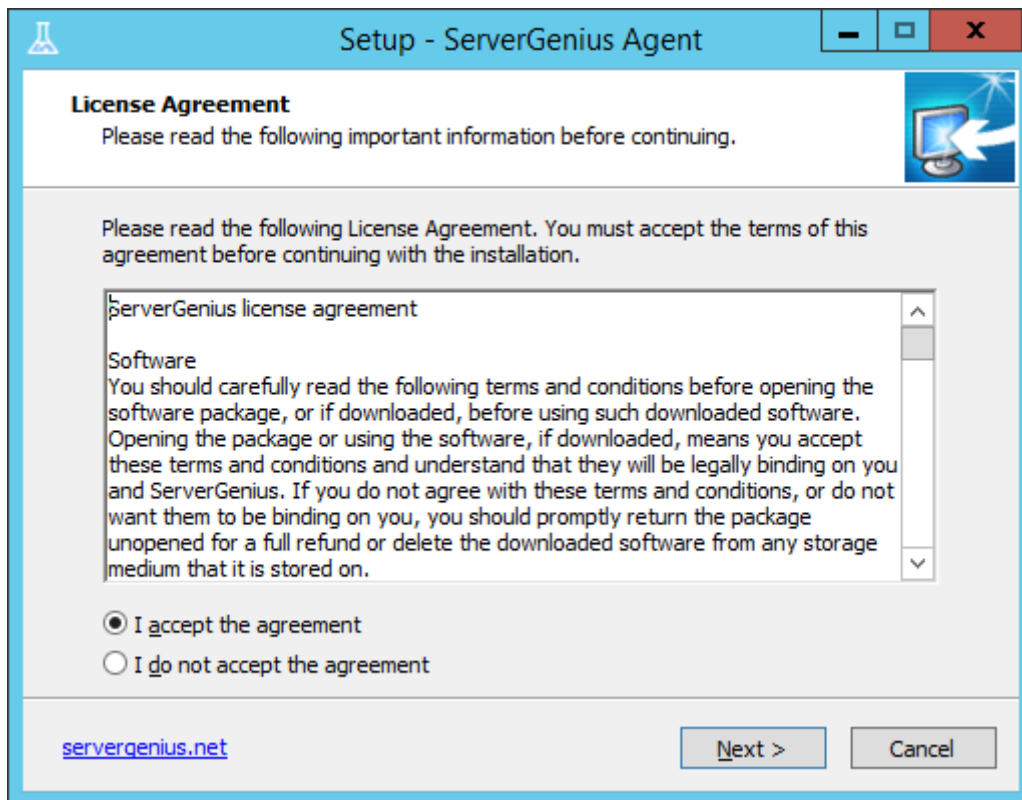 Setup - ServerGenius Agent
License Agreement
Please read the following important information before continuing.
Please read the following License Agreement. You must accept the terms of this
agreement before continuing with the installation.
ServerGenius license agreement
Software
You should carefully read the following terms and conditions before opening the
software package, or if downloaded, before using such downloaded software.
Opening the package or using the software, if downloaded, means you accept
these terms and conditions and understand that they will be legally binding on you
and ServerGenius. If you do not agree with these terms and conditions, or do not
want them to be binding on you, you should promptly return the package
unopened for a full refund or delete the downloaded software from any storage
medium that it is stored on.
I accept the agreement
I do not accept the agreement
servergenius.net
Next >
Cancel